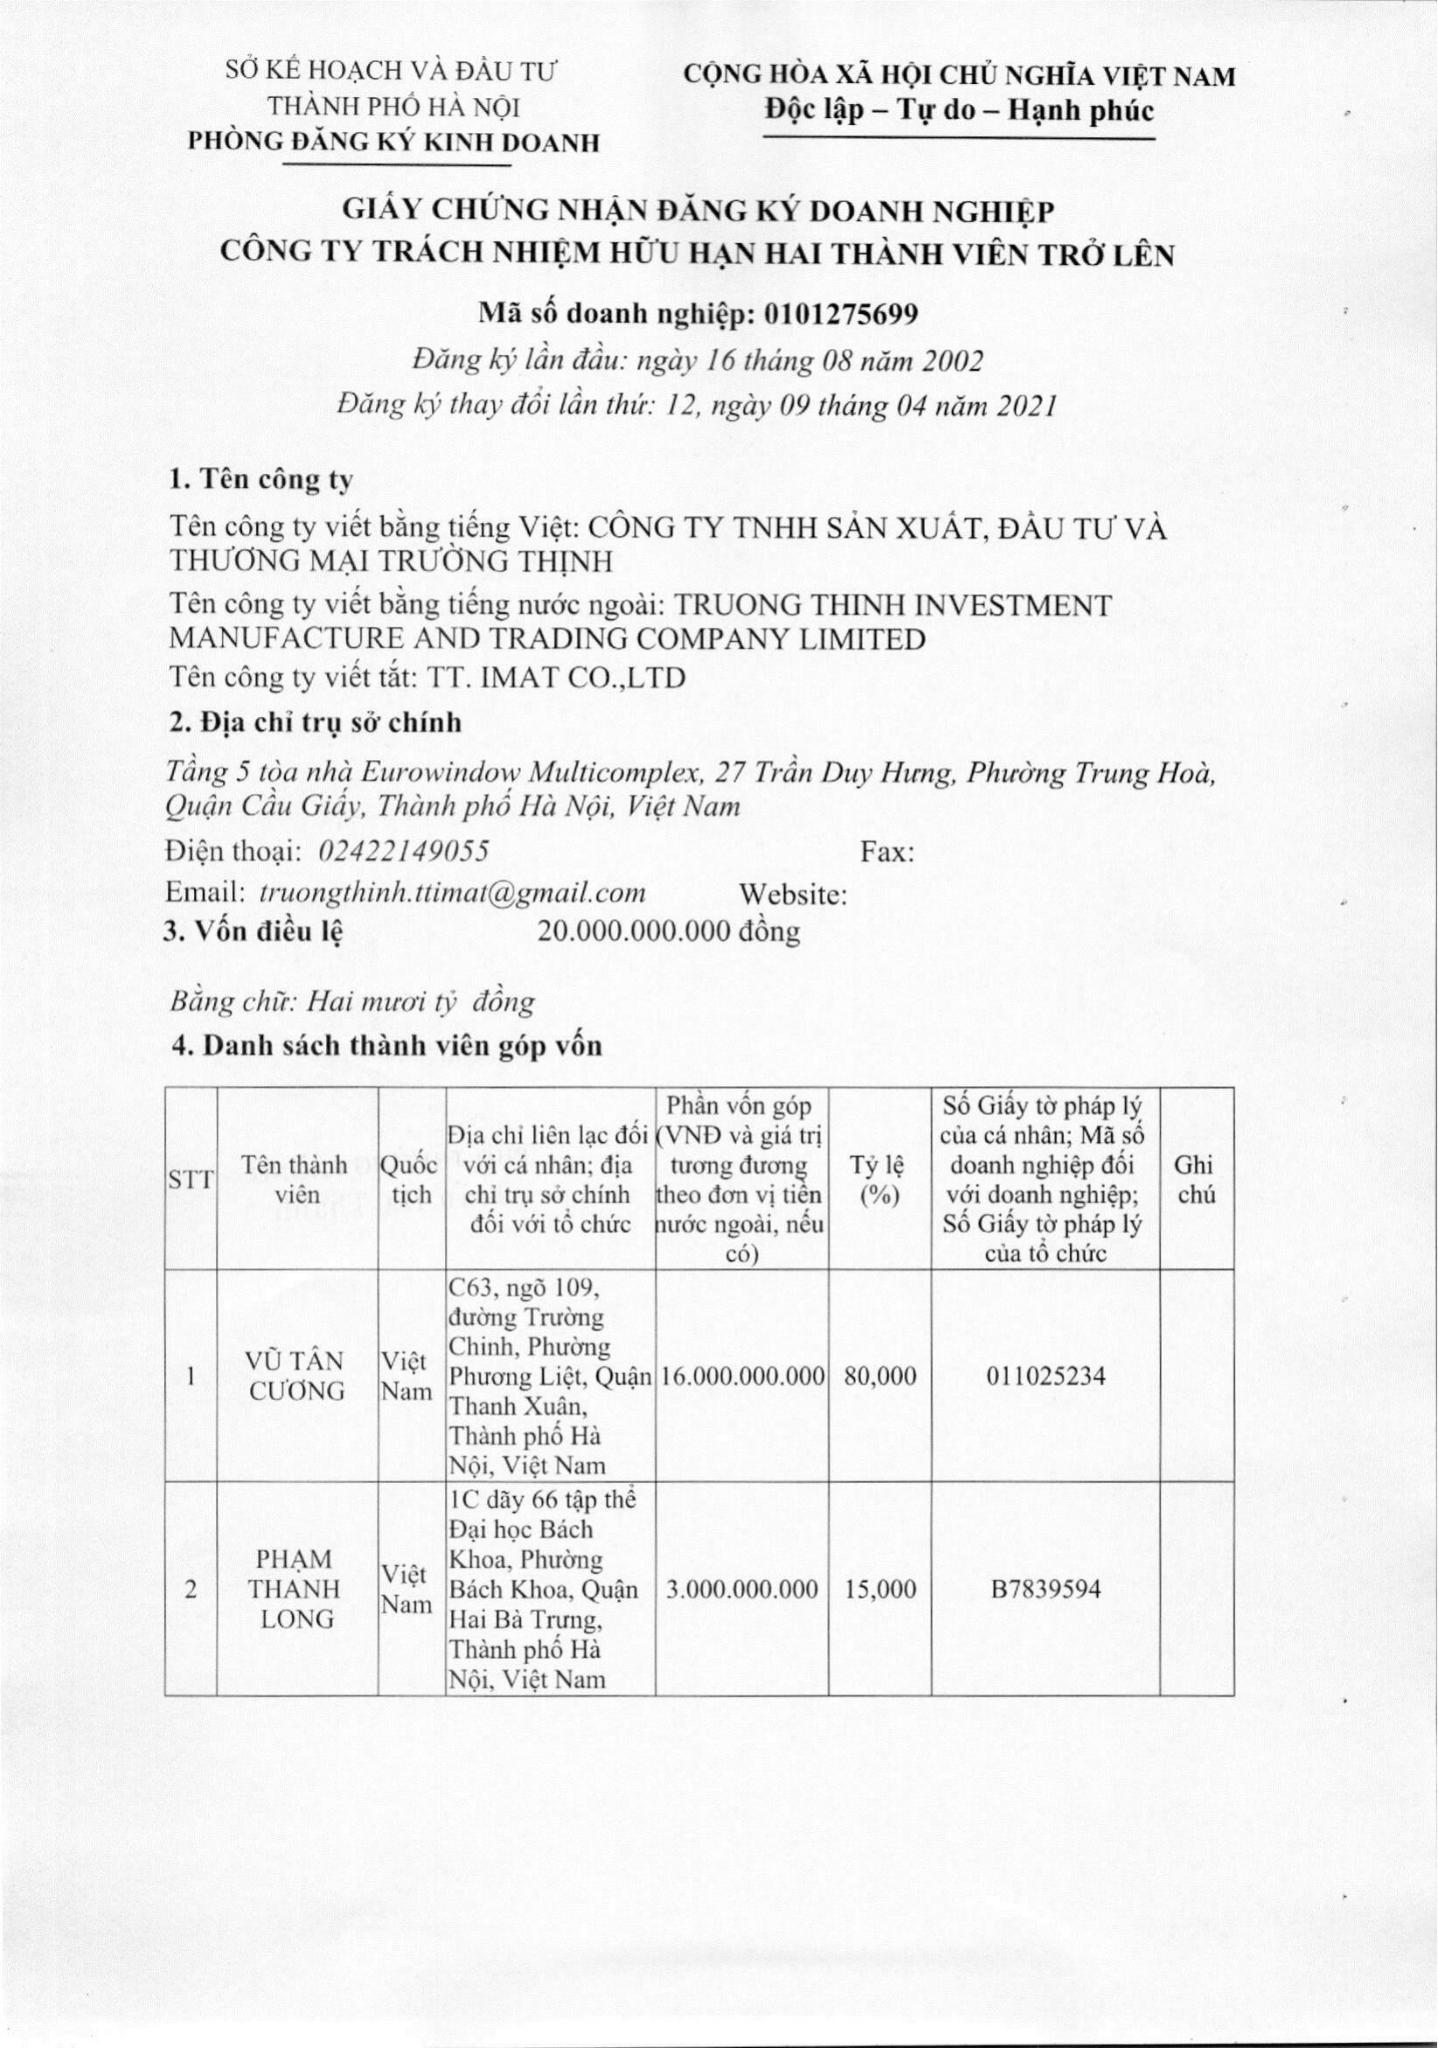 SỞ KẾ HOẠCH VÀ ĐẦU TƯ
THÀNH PHỐ HÀ NỘI
PHÒNG ĐĂNG KÝ KINH DOANH
CỘNG HÒA XÃ HỘI CHỦ NGHĨA VIỆT NAM
Độc lập – Tự do – Hạnh phúc
GIẤY CHỨNG NHẬN ĐĂNG KÝ DOANH NGHIỆP
CÔNG TY TRÁCH NHIỆM HỮU HẠN HAI THÀNH VIÊN TRỞ LÊN
Mã số doanh nghiệp: 0101275699
Đăng ký lần đầu: ngày 16 tháng 08 năm 2002
Đăng ký thay đổi lần thứ: 12, ngày 09 tháng 04 năm 2021
1. Tên công ty
Tên công ty viết bằng tiếng Việt: CÔNG TY TNHH SẢN XUẤT, ĐẦU TƯ VÀ
THƯƠNG MẠI TRƯỜNG THỊNH
Tên công ty viết bằng tiếng nước ngoài: TRUONG THINH INVESTMENT
MANUFACTURE AND TRADING COMPANY LIMITED
Tên công ty viết tắt: TT. IMAT CO.,LTD
2. Địa chỉ trụ sở chính
Tầng 5 tòa nhà Eurowindow Multicomplex, 27 Trần Duy Hưng, Phường Trung Hoà,
Quận Cầu Giấy, Thành phố Hà Nội, Việt Nam
Điện thoại: 02422149055 Fax:
Email: truongthinh.ttimat@gmail.com Website:
3. Vốn điều lệ 20.000.000.000 đồng
Bằng chữ: Hai mươi tỷ đồng
4. Danh sách thành viên góp vốn
STT
Tên thành
viên
Quốc
tịch
Địa chỉ liên lạc đối
với cá nhân; địa
chỉ trụ sở chính
đối với tổ chức
Phần vốn góp
(VNĐ và giá trị
tương đương
theo đơn vị tiền
nước ngoài, nếu
có)
Tỷ lệ
(%)
Số Giấy tờ pháp lý
của cá nhân; Mã số
doanh nghiệp đối
với doanh nghiệp;
Số Giấy tờ pháp lý
của tổ chức
Ghi
chú
1
VŨ TÂN
CƯƠNG
Việt
Nam
C63, ngõ 109,
đường Trường
Chinh, Phường
Phương Liệt, Quận
Thanh Xuân,
Thành phố Hà
Nội, Việt Nam
16.000.000.000
80,000
011025234
2
PHẠM
THANH
LONG
Việt
Nam
1C dãy 66 tập thể
Đại học Bách
Khoa, Phường
Bách Khoa, Quận
Hai Bà Trưng,
Thành phố Hà
Nội, Việt Nam
3.000.000.000
15,000
B7839594